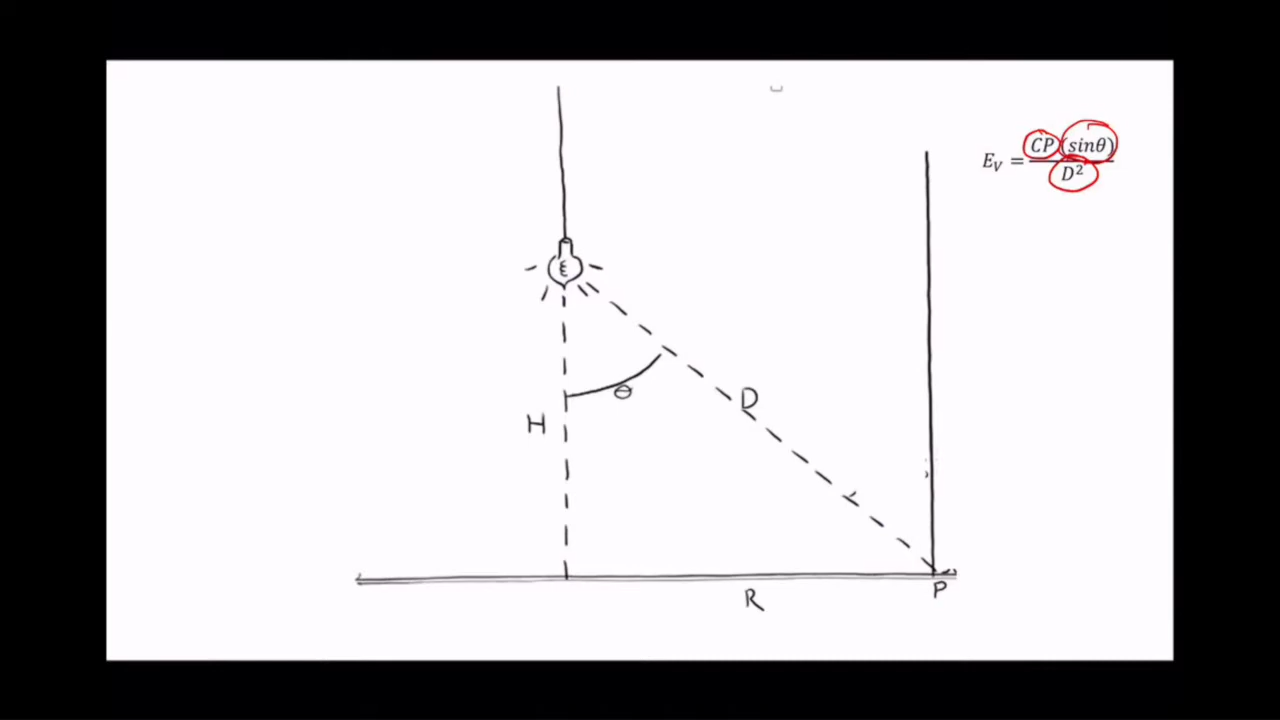 E_V = CP (sinθ) / D²
θ
D
H
R
P